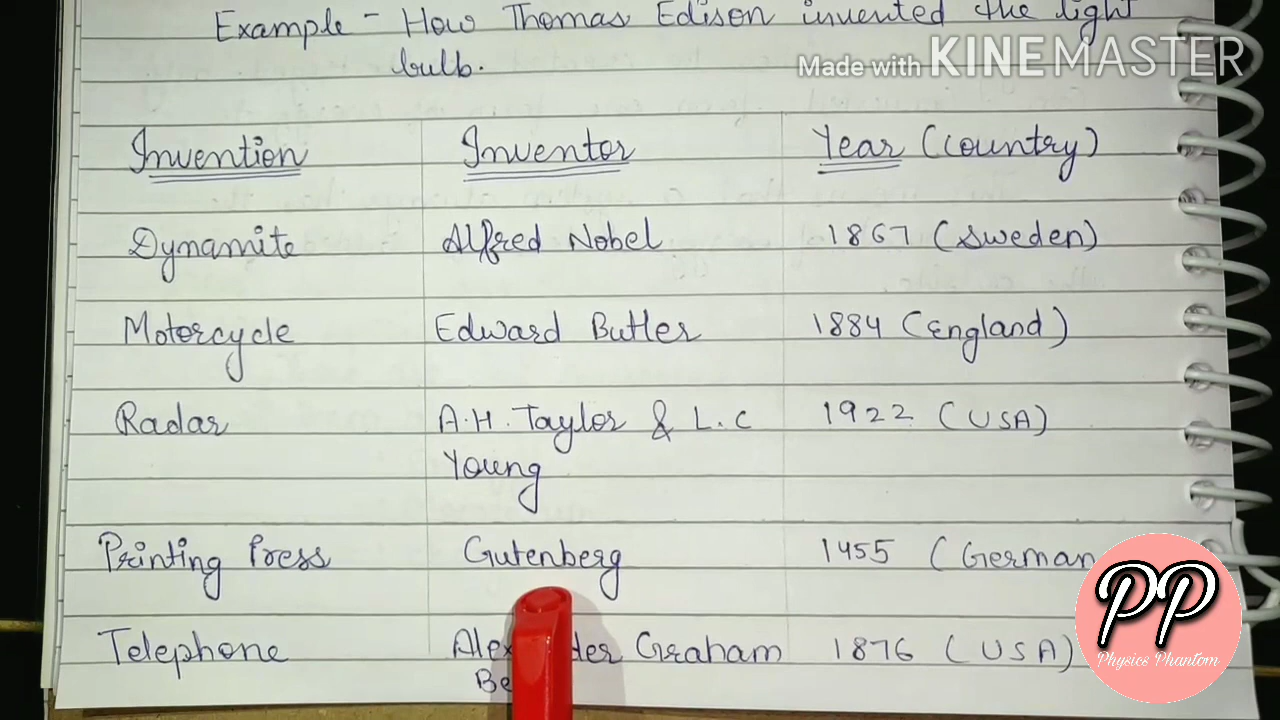 Example - How Thomas Edison invented the light
bulb.
Made with KINEMASTER
Invention Inventor Year (Country)
Dynamite Alfred Nobel 1867 (Sweden)
Motorcycle Edward Butler 1884 (England)
Radar A.H. Taylor & L.C 1922 (USA)
Young
Printing Press Gutenberg 1455 (German
Telephone Graham 1876 (USA)
PP
Physics Phantom